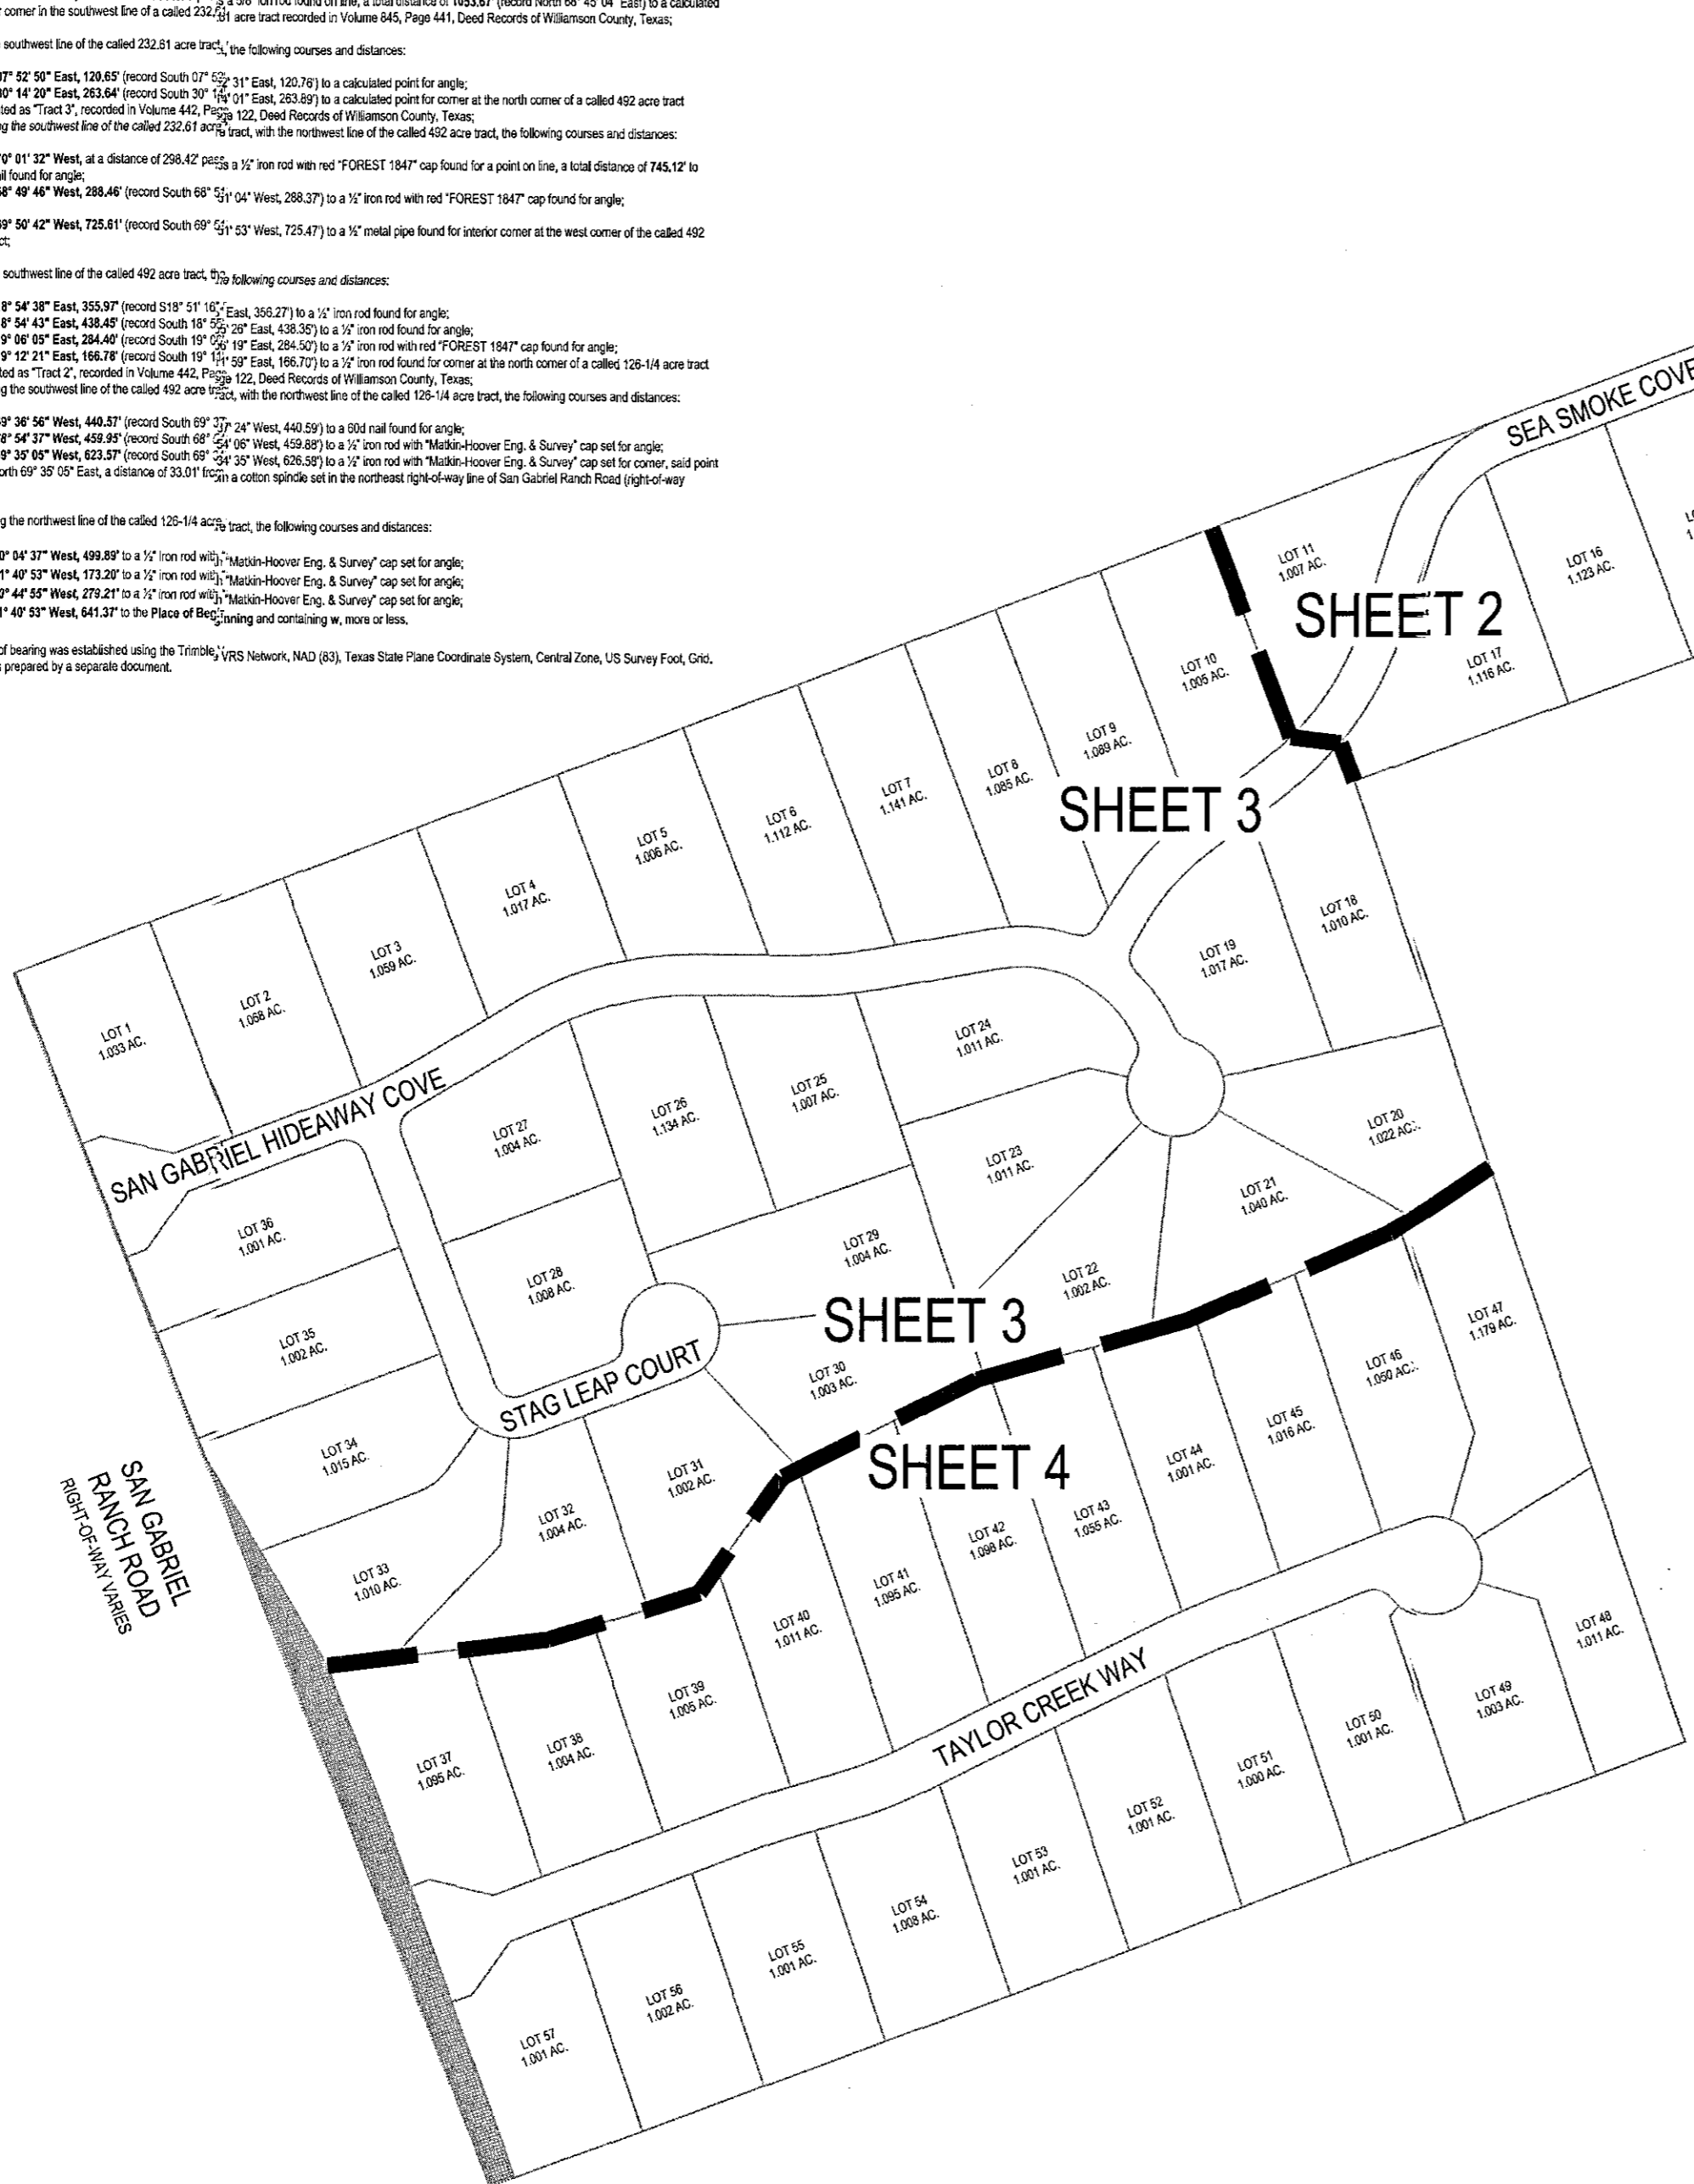 s a 5/8" iron rod found on line, a total distance of 1053.67' (record North 68° 45' 04" East) to a calculated
corner in the southwest line of a called 232.61 acre tract recorded in Volume 845, Page 441, Deed Records of Williamson County, Texas;
southwest line of the called 232.61 acre tract, the following courses and distances:
7° 52' 50" East, 120.65' (record South 07° 52' 31" East, 120.76') to a calculated point for angle;
0° 14' 20" East, 263.64' (record South 30° 14' 01" East, 263.89') to a calculated point for corner at the north corner of a called 492 acre tract
ted as "Tract 3", recorded in Volume 442, Page 122, Deed Records of Williamson County, Texas;
g the southwest line of the called 232.61 acre tract, with the northwest line of the called 492 acre tract, the following courses and distances:
0° 01' 32" West, at a distance of 298.42' pass a ½" iron rod with red "FOREST 1847" cap found for a point on line, a total distance of 745.12' to
il found for angle;
8° 49' 46" West, 288.46' (record South 68° 51' 04" West, 288.37') to a ½" iron rod with red "FOREST 1847" cap found for angle;
9° 50' 42" West, 725.61' (record South 69° 51' 53" West, 725.47') to a ½" metal pipe found for interior corner at the west corner of the called 492
ct;
southwest line of the called 492 acre tract, the following courses and distances:
8° 54' 38" East, 355.97' (record S18° 51' 16" East, 356.27') to a ½" iron rod found for angle;
8° 54' 43" East, 438.45' (record South 18° 55' 26" East, 438.35') to a ½" iron rod found for angle;
9° 06' 05" East, 284.40' (record South 19° 06' 19" East, 284.50') to a ½" iron rod with red "FOREST 1847" cap found for angle;
9° 12' 21" East, 166.78' (record South 19° 11' 59" East, 166.70') to a ½" iron rod found for corner at the north corner of a called 126-1/4 acre tract
ted as "Tract 2", recorded in Volume 442, Page 122, Deed Records of Williamson County, Texas;
g the southwest line of the called 492 acre tract, with the northwest line of the called 126-1/4 acre tract, the following courses and distances:
9° 36' 56" West, 440.57' (record South 69° 37' 24" West, 440.59') to a 60d nail found for angle;
8° 54' 37" West, 459.95' (record South 68° 54' 06" West, 459.88') to a ½" iron rod with "Matkin-Hoover Eng. & Survey" cap set for angle;
9° 35' 05" West, 623.57' (record South 69° 34' 35" West, 626.58') to a ½" iron rod with "Matkin-Hoover Eng. & Survey" cap set for corner, said point
orth 69° 35' 05" East, a distance of 33.01' from a cotton spindle set in the northeast right-of-way line of San Gabriel Ranch Road (right-of-way
g the northwest line of the called 126-1/4 acre tract, the following courses and distances:
0° 04' 37" West, 499.89' to a ½" Iron rod with "Matkin-Hoover Eng. & Survey" cap set for angle;
1° 40' 53" West, 173.20' to a ½" iron rod with "Matkin-Hoover Eng. & Survey" cap set for angle;
0° 44' 55" West, 279.21' to a ½" iron rod with "Matkin-Hoover Eng. & Survey" cap set for angle;
1° 40' 53" West, 641.37' to the Place of Beginning and containing w, more or less.
of bearing was established using the Trimble, VRS Network, NAD (83), Texas State Plane Coordinate System, Central Zone, US Survey Foot, Grid.
s prepared by a separate document.
SEA SMOKE COVE
LOT 11
1.007 AC.
LOT 16
1.123 AC.
SHEET 2
LOT 17
1.116 AC.
LOT 10
1.005 AC.
LOT 9
1.089 AC.
LOT 8
1.085 AC.
LOT 7
1.141 AC.
LOT 6
1.112 AC.
LOT 5
1.006 AC.
LOT 4
1.017 AC.
LOT 3
1.059 AC.
LOT 2
1.068 AC.
LOT 1
1.033 AC.
SHEET 3
LOT 18
1.010 AC.
LOT 19
1.017 AC.
LOT 24
1.011 AC.
LOT 25
1.007 AC.
LOT 26
1.134 AC.
LOT 27
1.004 AC.
SAN GABRIEL HIDEAWAY COVE
LOT 20
1.022 AC.
LOT 23
1.011 AC.
LOT 21
1.040 AC.
LOT 36
1.001 AC.
LOT 29
1.004 AC.
LOT 28
1.008 AC.
LOT 22
1.002 AC.
SHEET 3
LOT 35
1.002 AC.
STAG LEAP COURT
LOT 30
1.003 AC.
LOT 47
1.179 AC.
LOT 46
1.050 AC.
LOT 45
1.016 AC.
LOT 44
1.001 AC.
SHEET 4
LOT 34
1.015 AC.
LOT 31
1.002 AC.
LOT 32
1.004 AC.
LOT 33
1.010 AC.
SAN GABRIEL
RANCH ROAD
RIGHT-OF-WAY VARIES
LOT 43
1.055 AC.
LOT 42
1.098 AC.
LOT 41
1.095 AC.
LOT 40
1.011 AC.
LOT 39
1.005 AC.
LOT 38
1.004 AC.
LOT 37
1.095 AC.
TAYLOR CREEK WAY
LOT 48
1.011 AC.
LOT 49
1.003 AC.
LOT 50
1.001 AC.
LOT 51
1.000 AC.
LOT 52
1.001 AC.
LOT 53
1.001 AC.
LOT 54
1.008 AC.
LOT 55
1.001 AC.
LOT 56
1.002 AC.
LOT 57
1.001 AC.